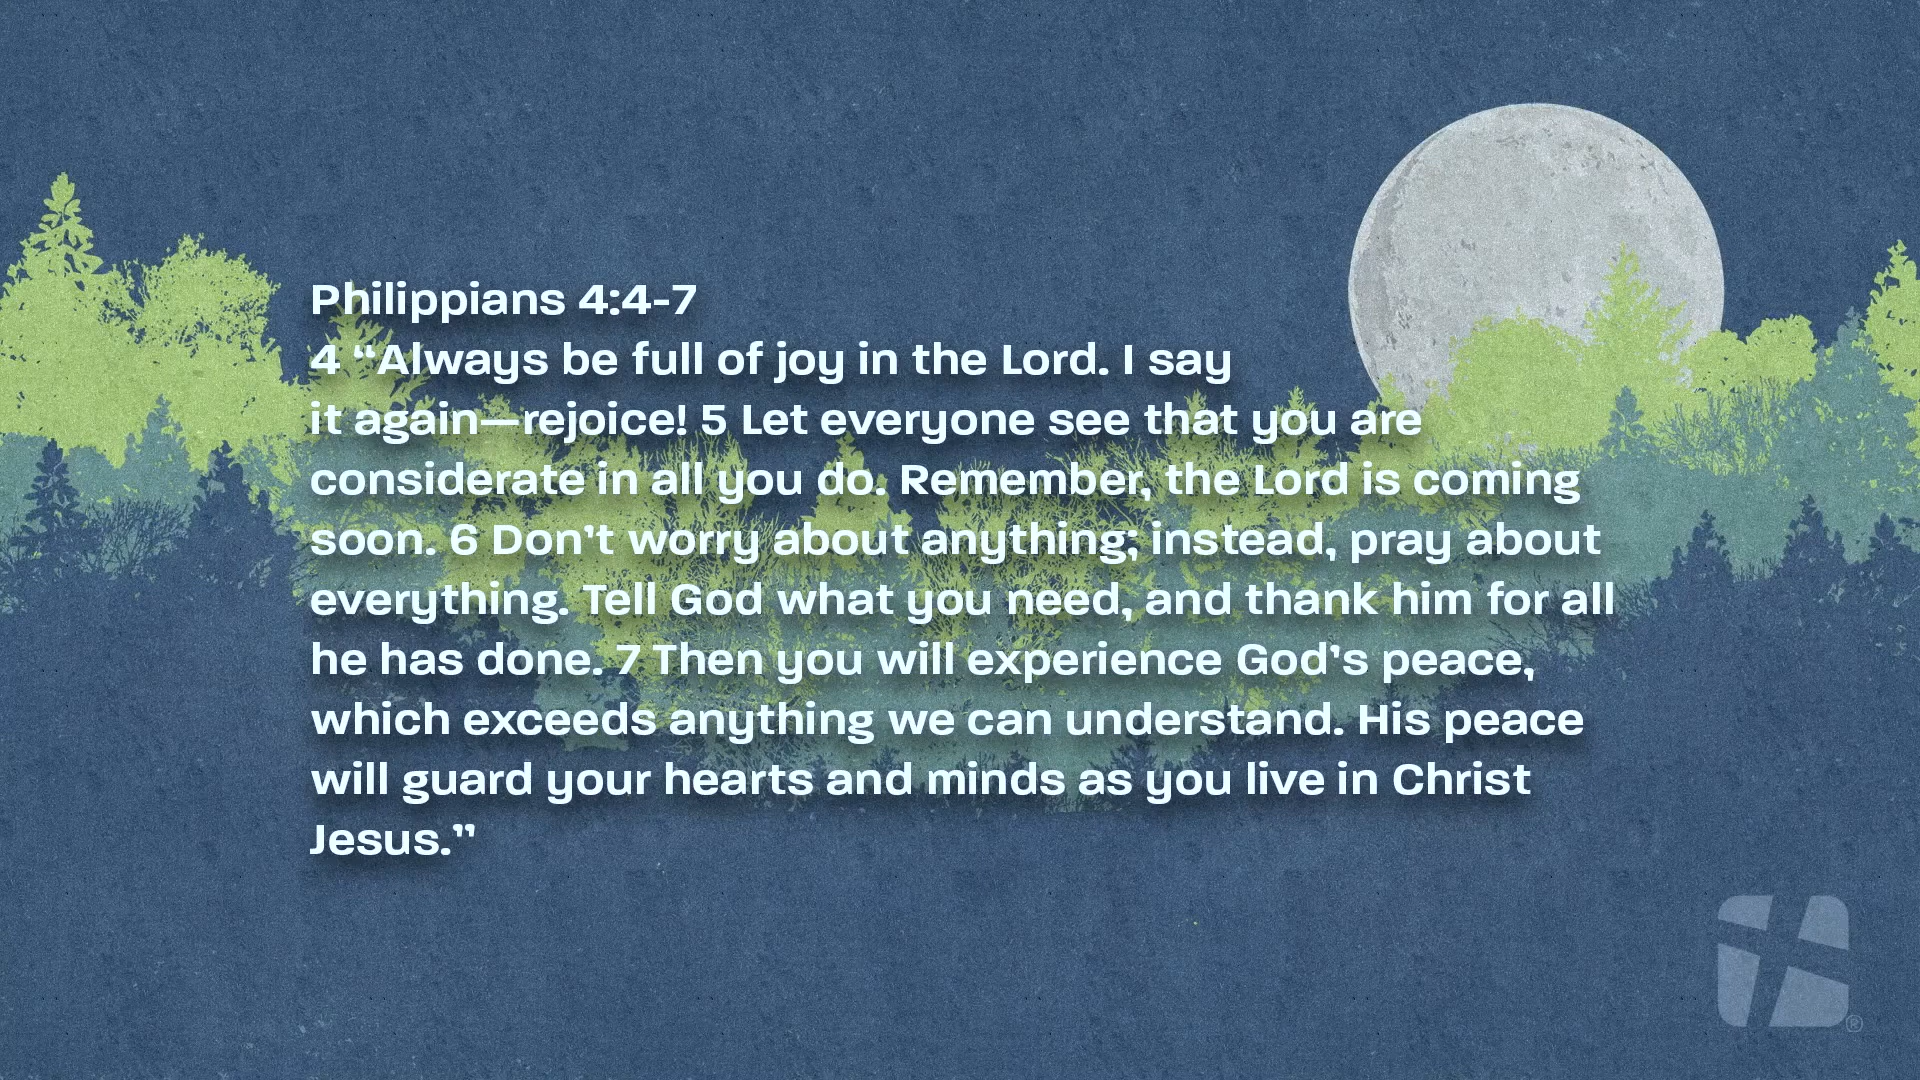 Philippians 4:4-7
4 “Always be full of joy in the Lord. I say
it again—rejoice! 5 Let everyone see that you are
considerate in all you do. Remember, the Lord is coming
soon. 6 Don’t worry about anything; instead, pray about
everything. Tell God what you need, and thank him for all
he has done. 7 Then you will experience God’s peace,
which exceeds anything we can understand. His peace
will guard your hearts and minds as you live in Christ
Jesus.”
®